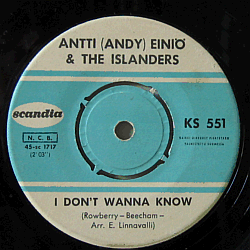 ANTTI (ANDY) EINIÖ
& THE ISLANDERS
scandia
KS 551
N. C. B.
45-sc 1717
(2'03")
I DON'T WANNA KNOW
(Rowberry – Beecham –
Arr. E. Linnavalli)